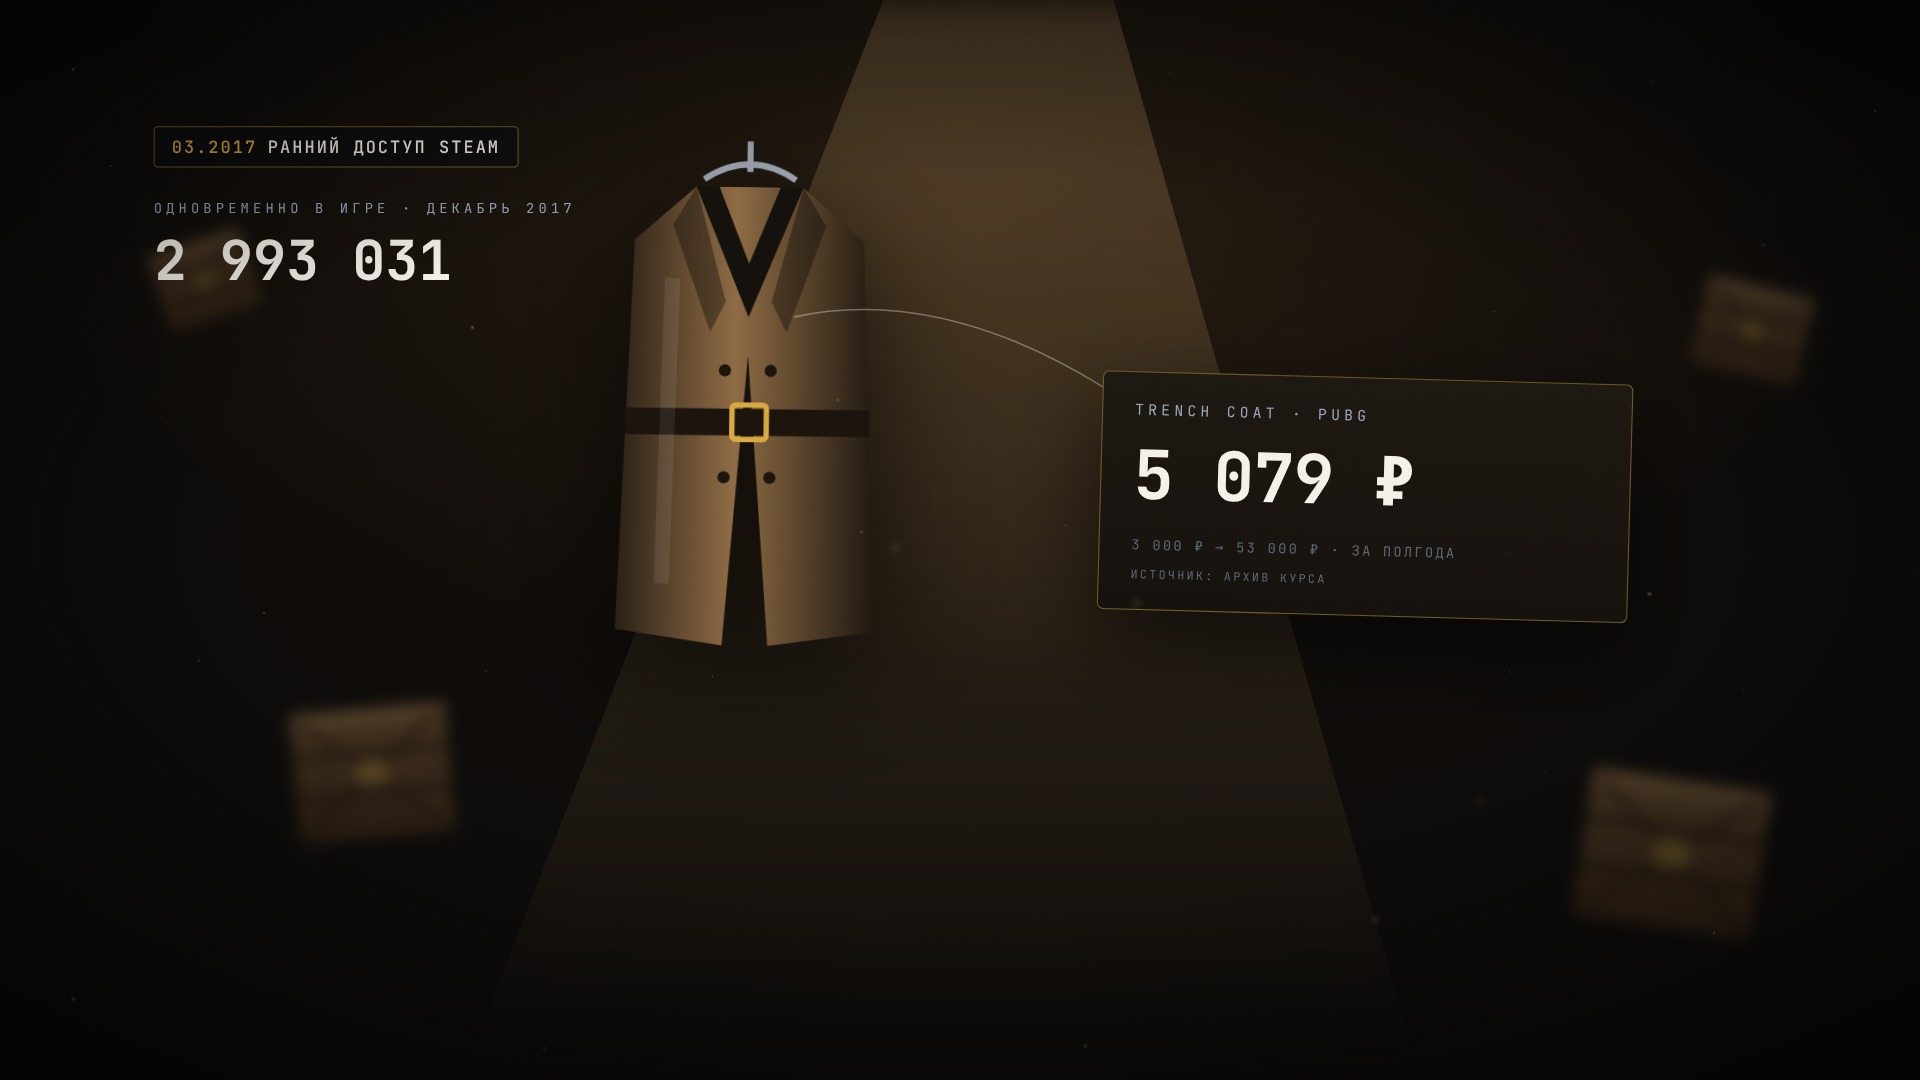 03.2017 РАННИЙ ДОСТУП STEAM
ОДНОВРЕМЕННО В ИГРЕ · ДЕКАБРЬ 2017
2 993 031
TRENCH COAT · PUBG
5 079 ₽
3 000 ₽ → 53 000 ₽ · ЗА ПОЛГОДА
ИСТОЧНИК: АРХИВ КУРСА